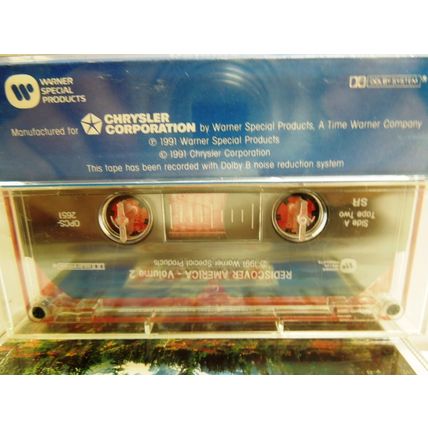 WARNER
SPECIAL
PRODUCTS
DOLBY SYSTEM
Manufactured for CHRYSLER CORPORATION by Warner Special Products, A Time Warner Company
℗ 1991 Warner Special Products
© 1991 Chrysler Corporation
This tape has been recorded with Dolby B noise reduction system
Side A
Tape Two
SR
OPCS-
2651
REDISCOVER AMERICA - Volume 2
℗ 1991 Warner Special Products